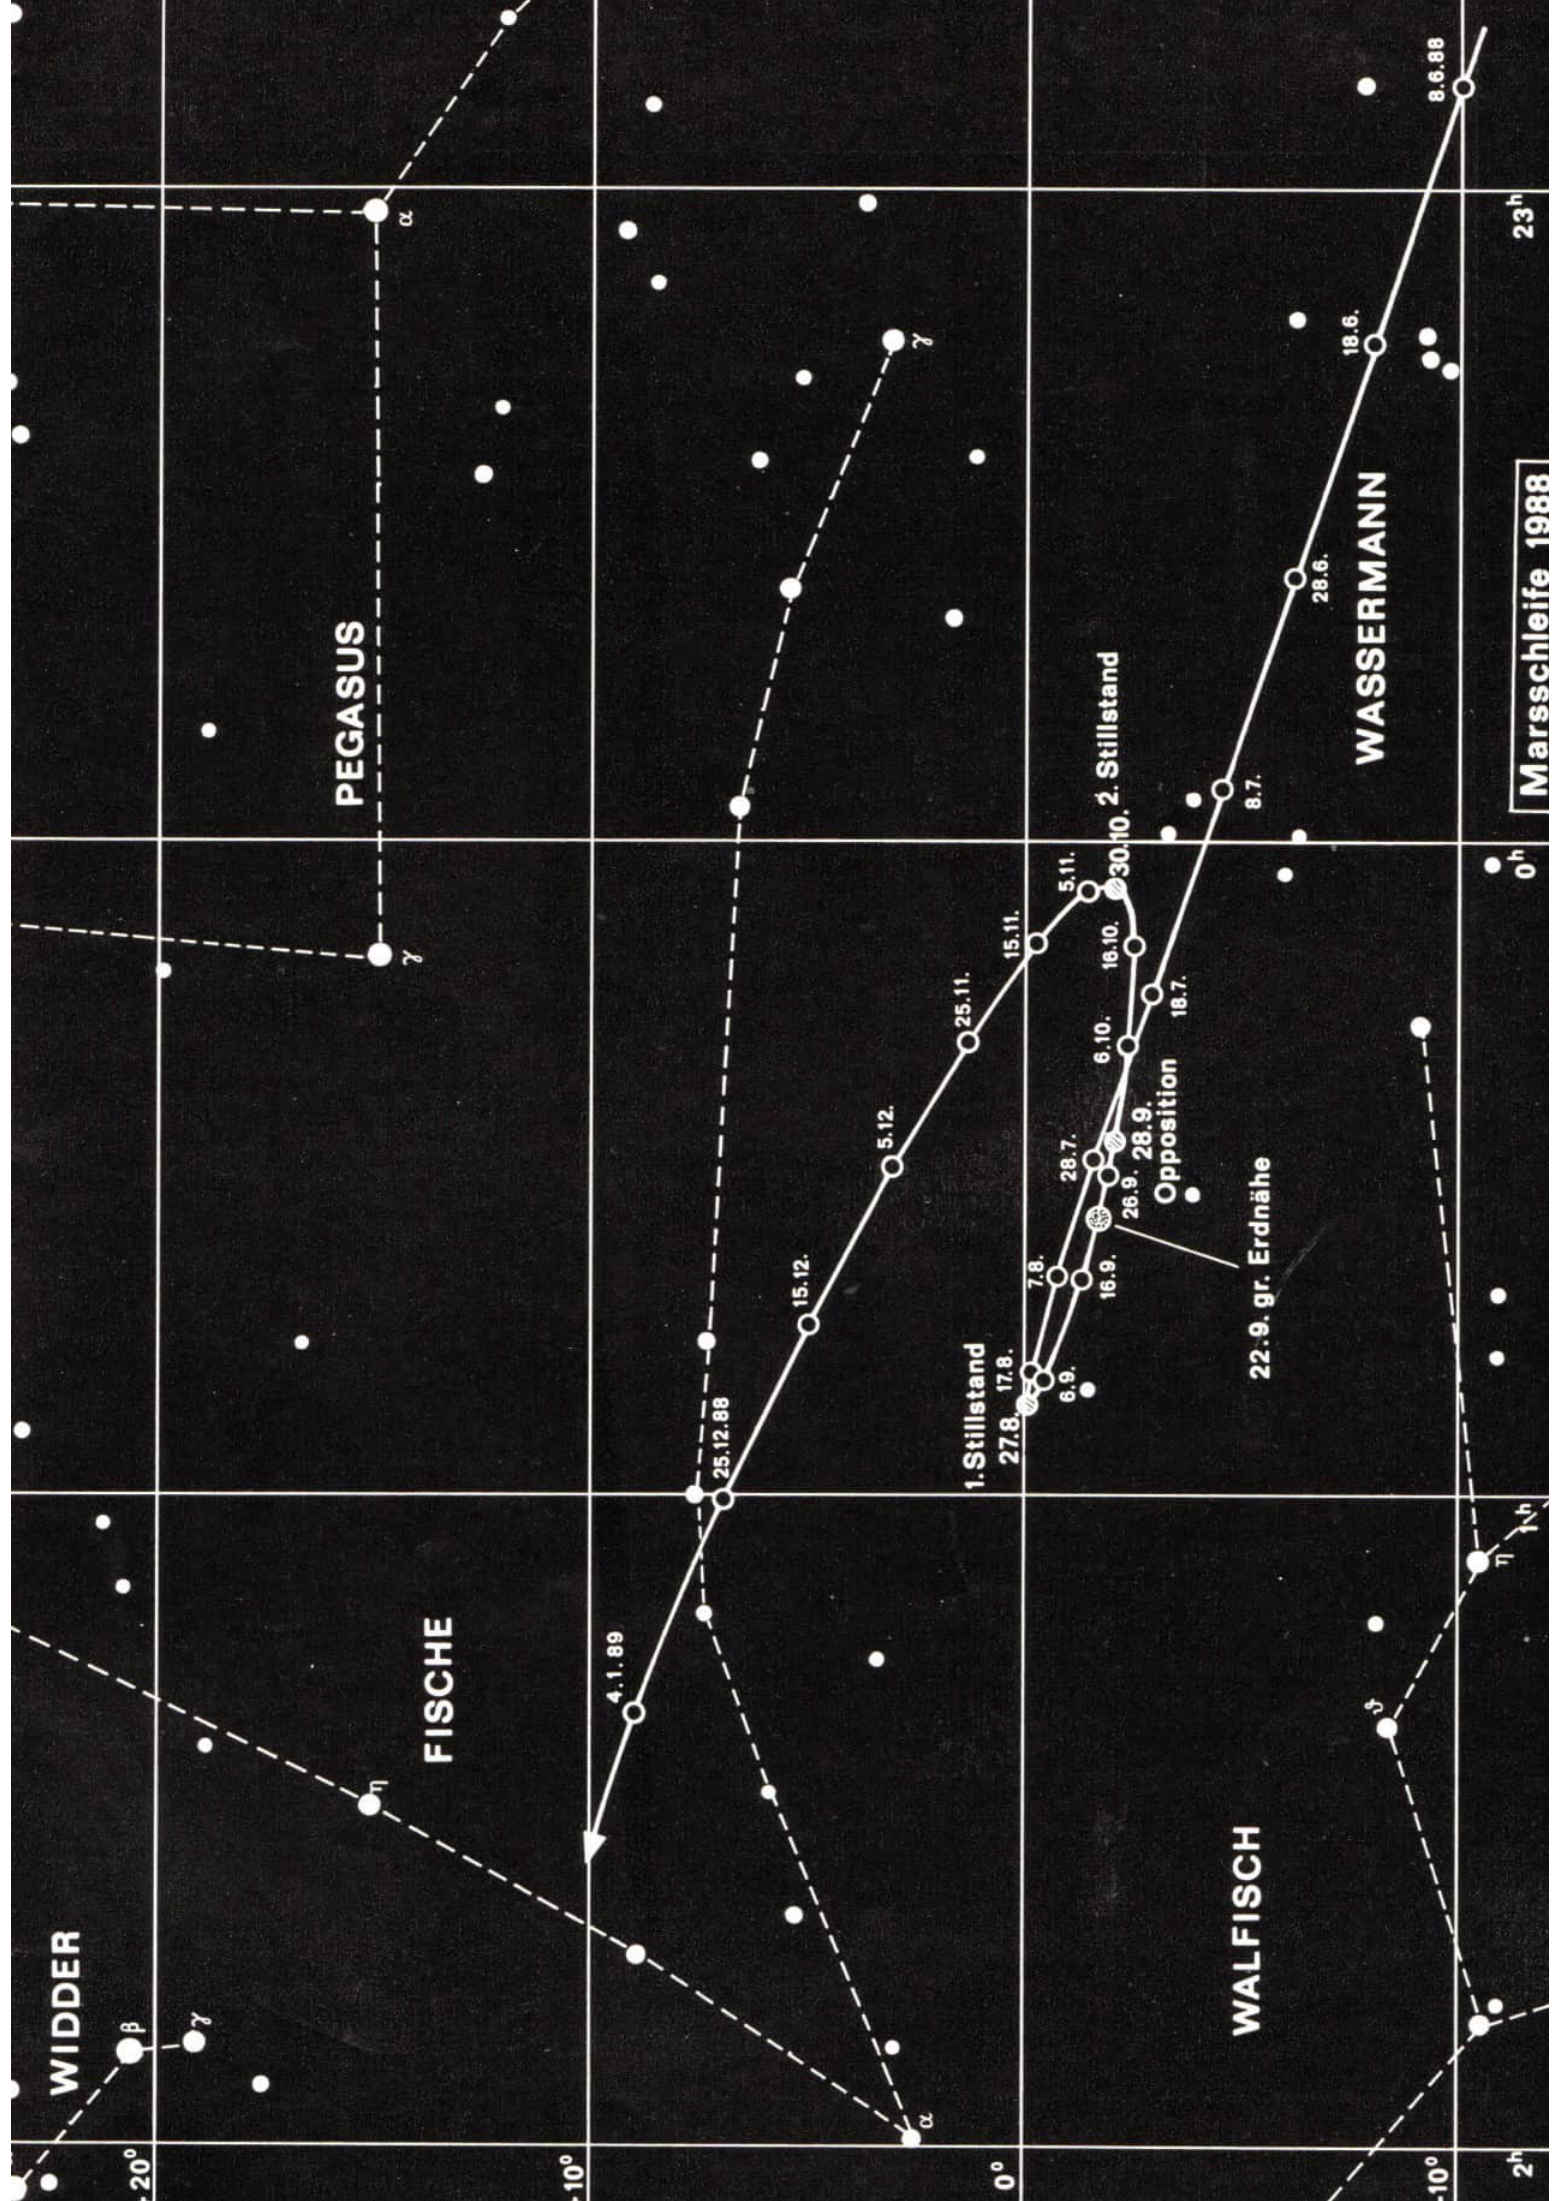 WIDDER
β
γ
FISCHE
η
α
PEGASUS
γ
α
γ
WALFISCH
ϑ
η
WASSERMANN
8.6.88
18.6.
28.6.
8.7.
18.7.
28.7.
7.8.
17.8.
1.Stillstand
27.8.
6.9.
16.9.
22.9. gr. Erdnähe
26.9.
28.9.
Opposition
6.10.
16.10.
30.10. 2. Stillstand
5.11.
15.11.
25.11.
5.12.
15.12.
25.12.88
4.1.89
20°
10°
0°
10°
2h
1h
0h
23h
Marsschleife 1988